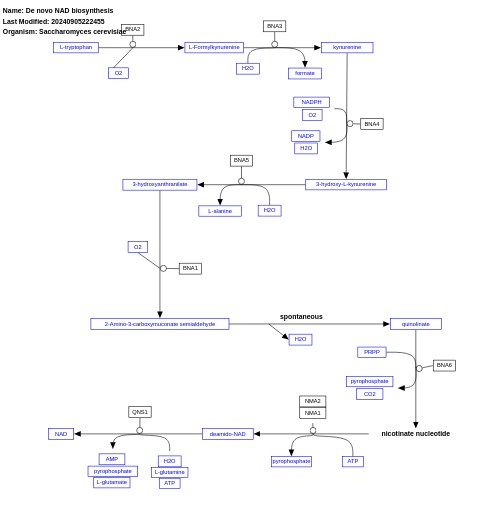 Name: De novo NAD biosynthesis
Last Modified: 20240905222455
Organism: Saccharomyces cerevisiae
BNA2
BNA3
L-tryptophan
L-Formylkynurenine
kynurenine
O2
H2O
formate
NADPH
O2
BNA4
NADP
H2O
BNA5
3-hydroxyanthranilate
3-hydroxy-L-kynurenine
L-alanine
H2O
O2
BNA1
spontaneous
2-Amino-3-carboxymuconate semialdehyde
quinolinate
H2O
PRPP
BNA6
pyrophosphate
CO2
NMA2
QNS1
NMA1
NAD
deamido-NAD
nicotinate nucleotide
AMP
H2O
pyrophosphate
ATP
pyrophosphate
L-glutamine
L-glutamate
ATP